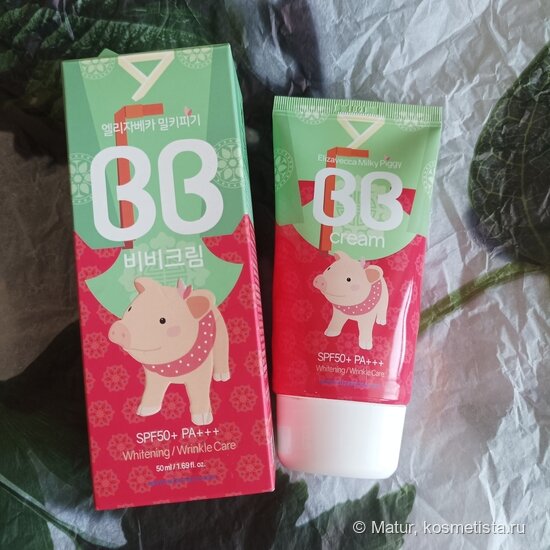 엘리자베카 밀키피기
BB
비비크림
SPF50+ PA+++
Whitening/Wrinkle Care
50 ml / 1.69 fl. oz.
Elizavecca Milky Piggy
BB
cream
SPF50+ PA+++
Whitening/Wrinkle Care
© Matur, kosmetista.ru